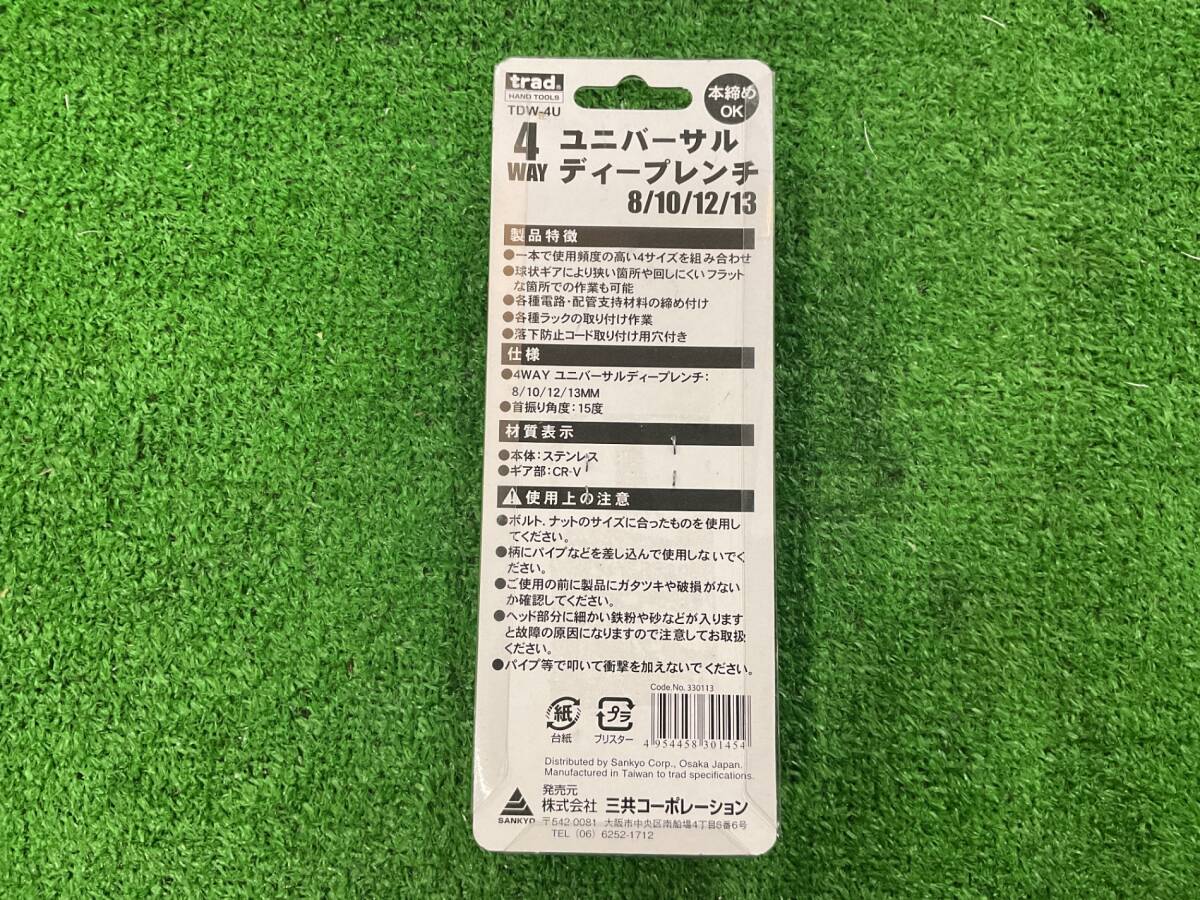 trad.
HAND TOOLS
TDW-4U
本締め
OK
4 ユニバーサル
WAY ディープレンチ
8/10/12/13
製品特徴
●一本で使用頻度の高い4サイズを組み合わせ
●球状ギアにより狭い箇所や回しにくいフラット
な箇所での作業も可能
●各種電路・配管支持材料の締め付け
●各種ラックの取り付け作業
●落下防止コード取り付け用穴付き
仕様
●4WAY ユニバーサルディープレンチ:
8/10/12/13MM
●首振り角度:15度
材質表示
●本体:ステンレス
●ギア部:CR-V
使用上の注意
●ボルト.ナットのサイズに合ったものを使用し
てください。
●柄にパイプなどを差し込んで使用しないでく
ださい。
●ご使用の前に製品にガタツキや破損がない
か確認してください。
●ヘッド部分に細かい鉄粉や砂などが入ります
と故障の原因になりますので注意してお取扱
ください。
●パイプ等で叩いて衝撃を加えないでください。
Code.No.330113
紙
台紙
プラ
ブリスター
4 954458 301454
Distributed by Sankyo Corp., Osaka Japan.
Manufactured in Taiwan to trad specifications.
発売元
株式会社 三共コーポレーション
SANKYO
〒542 0081 大阪市中央区南船場4丁目8番6号
TEL (06) 6252-1712